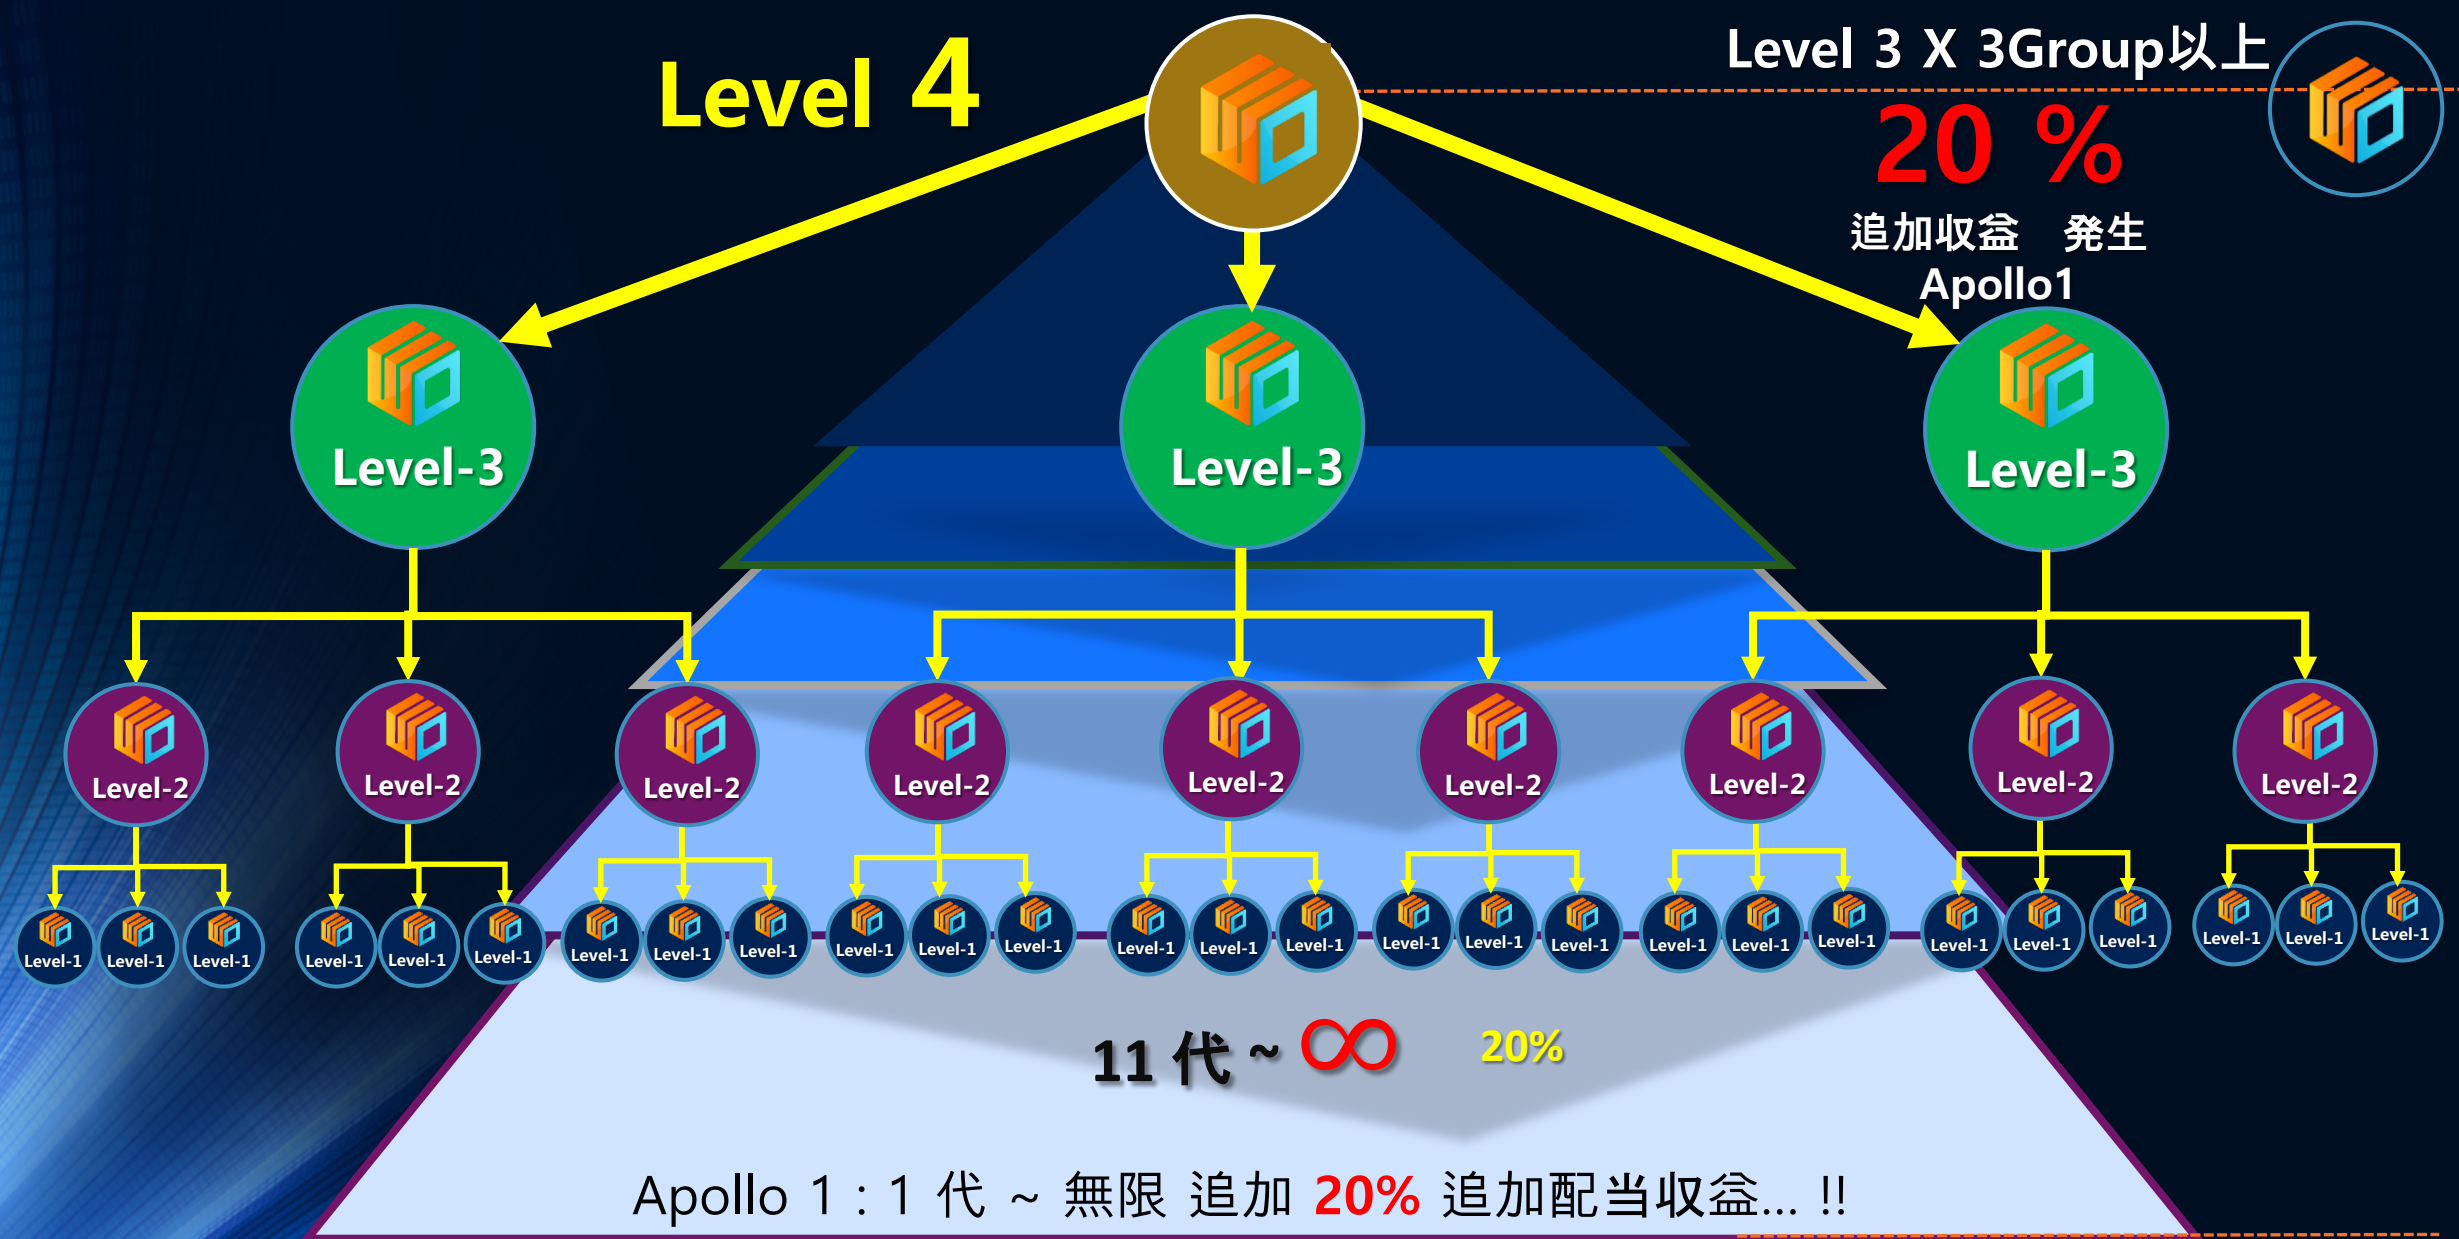 Level 4
Level 3 X 3Group以上
20 %
追加収益　発生
Apollo1
Level-3 Level-3 Level-3
Level-2 Level-2 Level-2 Level-2 Level-2 Level-2 Level-2 Level-2 Level-2
Level-1 Level-1 Level-1 Level-1 Level-1 Level-1 Level-1 Level-1 Level-1 Level-1 Level-1 Level-1 Level-1 Level-1 Level-1 Level-1 Level-1 Level-1 Level-1 Level-1 Level-1 Level-1 Level-1 Level-1 Level-1 Level-1 Level-1
11 代 ~ ∞ 20%
Apollo 1 : 1 代 ~ 無限 追加 20% 追加配当収益... !!